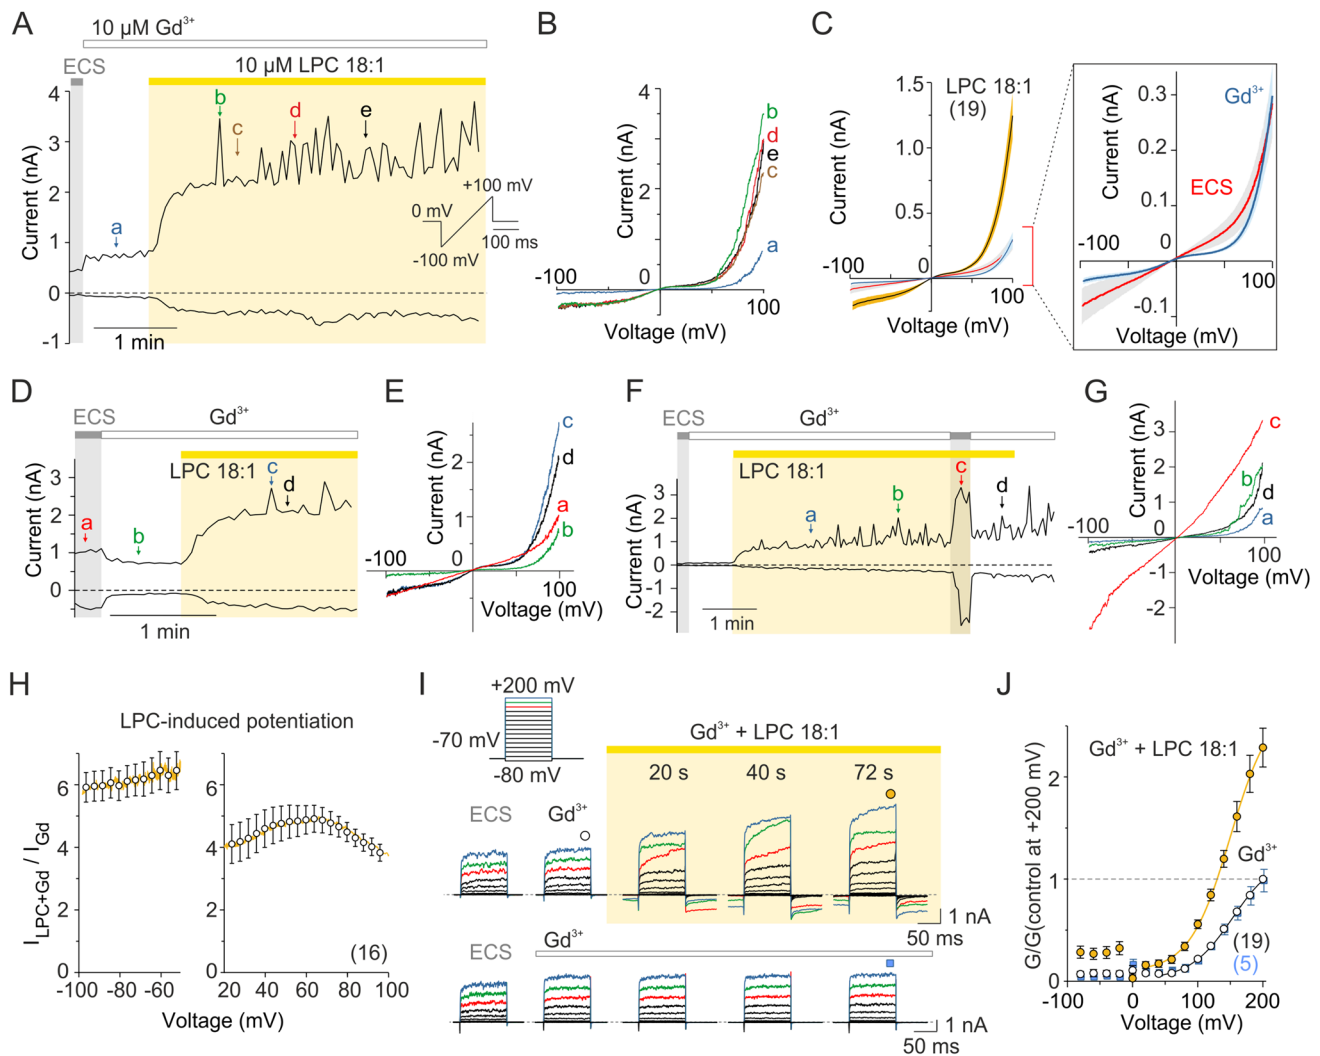 A
10 µM Gd³⁺
ECS
10 µM LPC 18:1
b
c
d
e
a
4
3
2
1
0
-1
Current (nA)
1 min
0 mV
+100 mV
-100 mV
100 ms
B
4
2
0
Current (nA)
-100
100
Voltage (mV)
b
d
e
c
a
C
1.5
1.0
0.5
0
Current (nA)
LPC 18:1
(19)
-100
100
Voltage (mV)
0.3
0.2
0.1
0
-0.1
Current (nA)
Gd³⁺
ECS
-100
100
Voltage (mV)
D
ECS
Gd³⁺
LPC 18:1
a
b
c
d
3
2
1
0
Current (nA)
1 min
E
2
0
Current (nA)
-100
100
Voltage (mV)
c
d
a
b
F
ECS
Gd³⁺
LPC 18:1
a
b
c
d
3
2
1
0
-1
-2
Current (nA)
1 min
G
Current (nA)
3
2
1
0
-1
-2
-100
100
Voltage (mV)
c
b
d
a
H
LPC-induced potentiation
I LPC+Gd / I Gd
6
4
2
0
-100 -80 -60
6
4
2
0
20 40 60 80 100
(16)
Voltage (mV)
I
+200 mV
-70 mV
-80 mV
Gd³⁺ + LPC 18:1
20 s
40 s
72 s
ECS
Gd³⁺
1 nA
50 ms
ECS
Gd³⁺
1 nA
50 ms
J
Gd³⁺ + LPC 18:1
Gd³⁺
(19)
(5)
G/G(control at +200 mV)
2
1
0
-100 0 100 200
Voltage (mV)